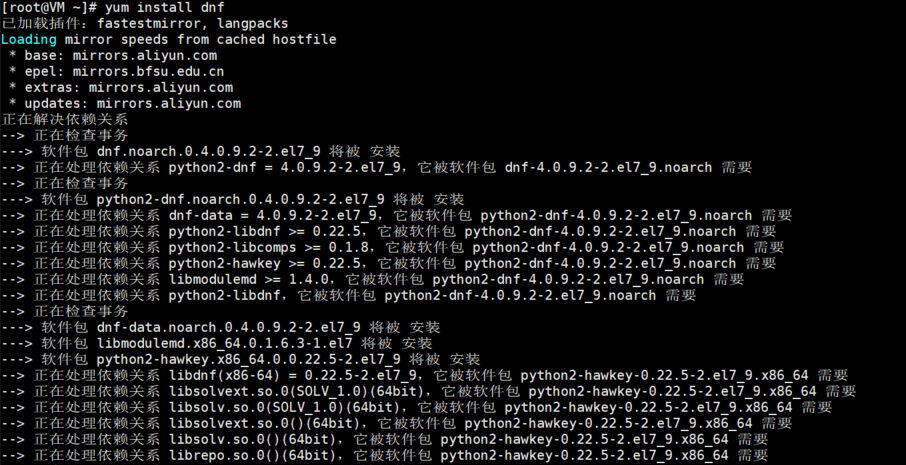 [root@VM ~]# yum install dnf
已加载插件：fastestmirror, langpacks
Loading mirror speeds from cached hostfile
 * base: mirrors.aliyun.com
 * epel: mirrors.bfsu.edu.cn
 * extras: mirrors.aliyun.com
 * updates: mirrors.aliyun.com
正在解决依赖关系
--> 正在检查事务
---> 软件包 dnf.noarch.0.4.0.9.2-2.el7_9 将被 安装
--> 正在处理依赖关系 python2-dnf = 4.0.9.2-2.el7_9，它被软件包 dnf-4.0.9.2-2.el7_9.noarch 需要
--> 正在检查事务
---> 软件包 python2-dnf.noarch.0.4.0.9.2-2.el7_9 将被 安装
--> 正在处理依赖关系 dnf-data = 4.0.9.2-2.el7_9，它被软件包 python2-dnf-4.0.9.2-2.el7_9.noarch 需要
--> 正在处理依赖关系 python2-libdnf >= 0.22.5，它被软件包 python2-dnf-4.0.9.2-2.el7_9.noarch 需要
--> 正在处理依赖关系 python2-libcomps >= 0.1.8，它被软件包 python2-dnf-4.0.9.2-2.el7_9.noarch 需要
--> 正在处理依赖关系 python2-hawkey >= 0.22.5，它被软件包 python2-dnf-4.0.9.2-2.el7_9.noarch 需要
--> 正在处理依赖关系 libmodulemd >= 1.4.0，它被软件包 python2-dnf-4.0.9.2-2.el7_9.noarch 需要
--> 正在处理依赖关系 python2-libdnf，它被软件包 python2-dnf-4.0.9.2-2.el7_9.noarch 需要
--> 正在检查事务
---> 软件包 dnf-data.noarch.0.4.0.9.2-2.el7_9 将被 安装
---> 软件包 libmodulemd.x86_64.0.1.6.3-1.el7 将被 安装
---> 软件包 python2-hawkey.x86_64.0.0.22.5-2.el7_9 将被 安装
--> 正在处理依赖关系 libdnf(x86-64) = 0.22.5-2.el7_9，它被软件包 python2-hawkey-0.22.5-2.el7_9.x86_64 需要
--> 正在处理依赖关系 libsolvext.so.0(SOLV_1.0)(64bit)，它被软件包 python2-hawkey-0.22.5-2.el7_9.x86_64 需要
--> 正在处理依赖关系 libsolv.so.0(SOLV_1.0)(64bit)，它被软件包 python2-hawkey-0.22.5-2.el7_9.x86_64 需要
--> 正在处理依赖关系 libsolvext.so.0()(64bit)，它被软件包 python2-hawkey-0.22.5-2.el7_9.x86_64 需要
--> 正在处理依赖关系 libsolv.so.0()(64bit)，它被软件包 python2-hawkey-0.22.5-2.el7_9.x86_64 需要
--> 正在处理依赖关系 librepo.so.0()(64bit)，它被软件包 python2-hawkey-0.22.5-2.el7_9.x86_64 需要